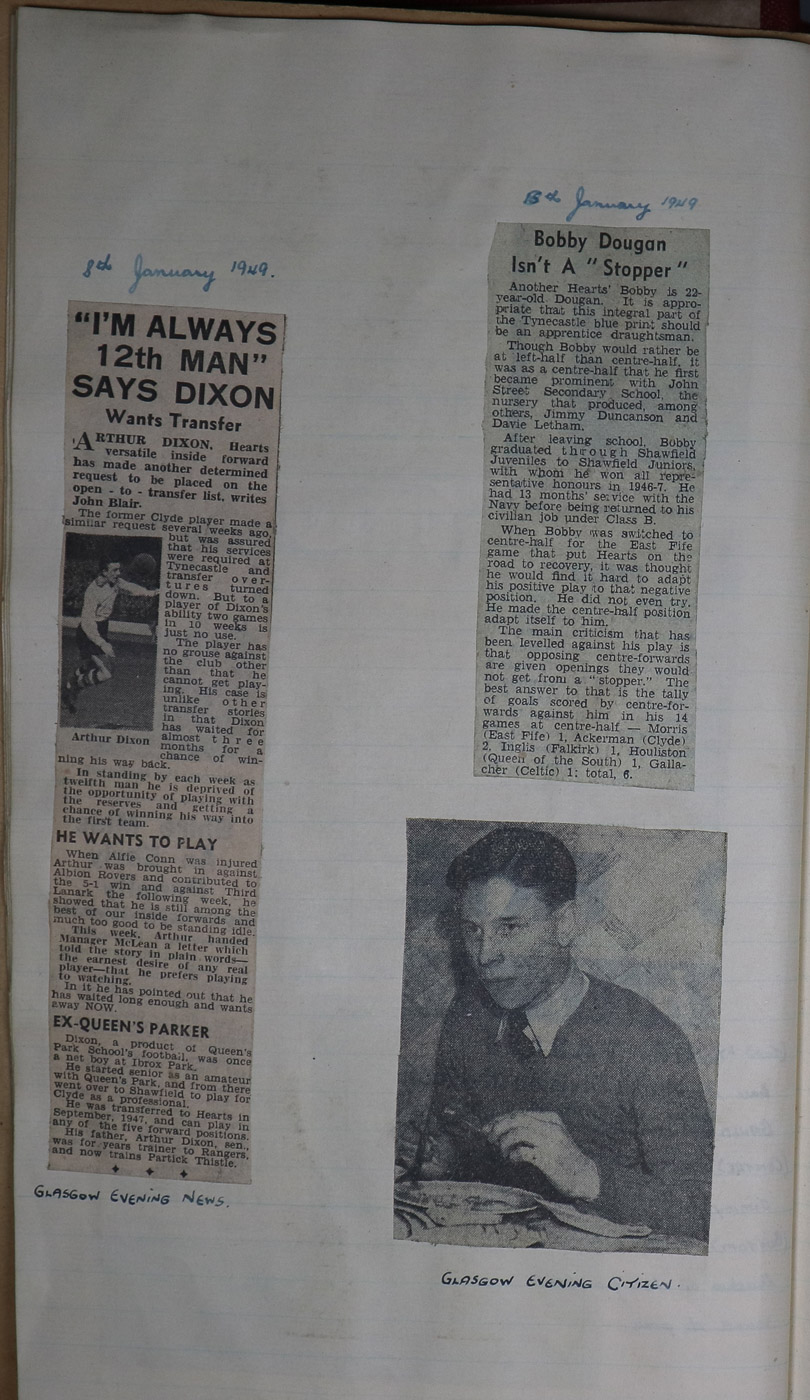 8th January 1949.
"I'M ALWAYS
12th MAN"
SAYS DIXON
Wants Transfer
ARTHUR DIXON, Hearts
versatile inside forward
has made another determined
request to be placed on the
open-to-transfer list, writes
John Blair.
The former Clyde player made a
similar request several weeks ago,
but was assured
that his services
were required at
Tynecastle and
transfer over-
tures turned
down. But to a
player of Dixon's
ability two games
in 10 weeks is
just no use.
The player has
no grouse against
the club other
than that he
cannot get play-
ing. His case is
unlike other
transfer stories
in that Dixon
has waited for
almost three
months for a
chance of win-
ning his way back.
Arthur Dixon
In standing by each week as
twelfth man he is deprived of
the opportunity of playing with
the reserves and getting a
chance of winning his way into
the first team.
HE WANTS TO PLAY
When Alfie Conn was injured
Arthur was brought in against
Albion Rovers and contributed to
the 5-1 win and against Third
Lanark the following week, he
showed that he is still among the
best of our inside forwards and
much too good to be standing idle.
This week, Arthur handed
Manager McLean a letter which
told the story in plain words—
the earnest desire of any real
player—that he prefers playing
to watching.
In it he has pointed out that he
has waited long enough and wants
away NOW.
EX-QUEEN'S PARKER
Dixon, a product of Queen's
Park School's football, was once
a net boy at Ibrox Park.
He started senior as an amateur
with Queen's Park, and from there
went over to Shawfield to play for
Clyde as a professional.
He was transferred to Hearts in
September, 1947, and can play in
any of the five forward positions.
His father, Arthur Dixon, sen.,
was for years trainer to Rangers,
and now trains Partick Thistle.
GLASGOW EVENING NEWS.
January 1949
Bobby Dougan
Isn't A "Stopper"
Another Hearts' Bobby is 22-
year-old Dougan. It is appro-
priate that this integral part of
the Tynecastle blue print should
be an apprentice draughtsman.
Though Bobby would rather be
at left-half than centre-half, it
was as a centre-half that he first
became prominent with John
Street Secondary School, the
nursery that produced, among
others, Jimmy Duncanson and
Davie Letham.
After leaving school, Bobby
graduated through Shawfield
Juveniles to Shawfield Juniors,
with whom he won all repre-
sentative honours in 1946-7. He
had 13 months' service with the
Navy before being returned to his
civilian job under Class B.
When Bobby was switched to
centre-half for the East Fife
game that put Hearts on the
road to recovery, it was thought
he would find it hard to adapt
his positive play to that negative
position. He did not even try.
He made the centre-half position
adapt itself to him.
The main criticism that has
been levelled against his play is
that opposing centre-forwards
are given openings they would
not get from a "stopper." The
best answer to that is the tally
of goals scored by centre-for-
wards against him in his 14
games at centre-half — Morris
(East Fife) 1, Ackerman (Clyde)
2, Inglis (Falkirk) 1, Houliston
(Queen of the South) 1, Galla-
cher (Celtic) 1; total, 6.
GLASGOW EVENING CITIZEN.